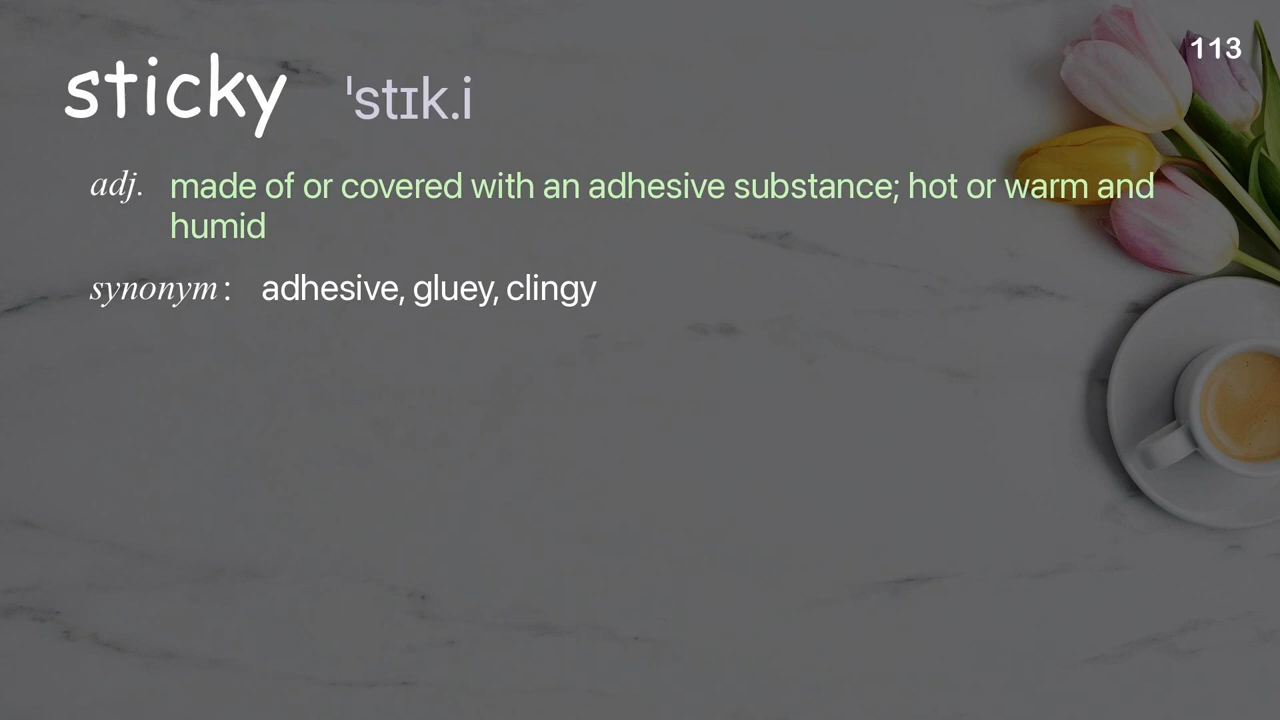 113
sticky ˈstɪk.i
adj. made of or covered with an adhesive substance; hot or warm and
humid
synonym: adhesive, gluey, clingy